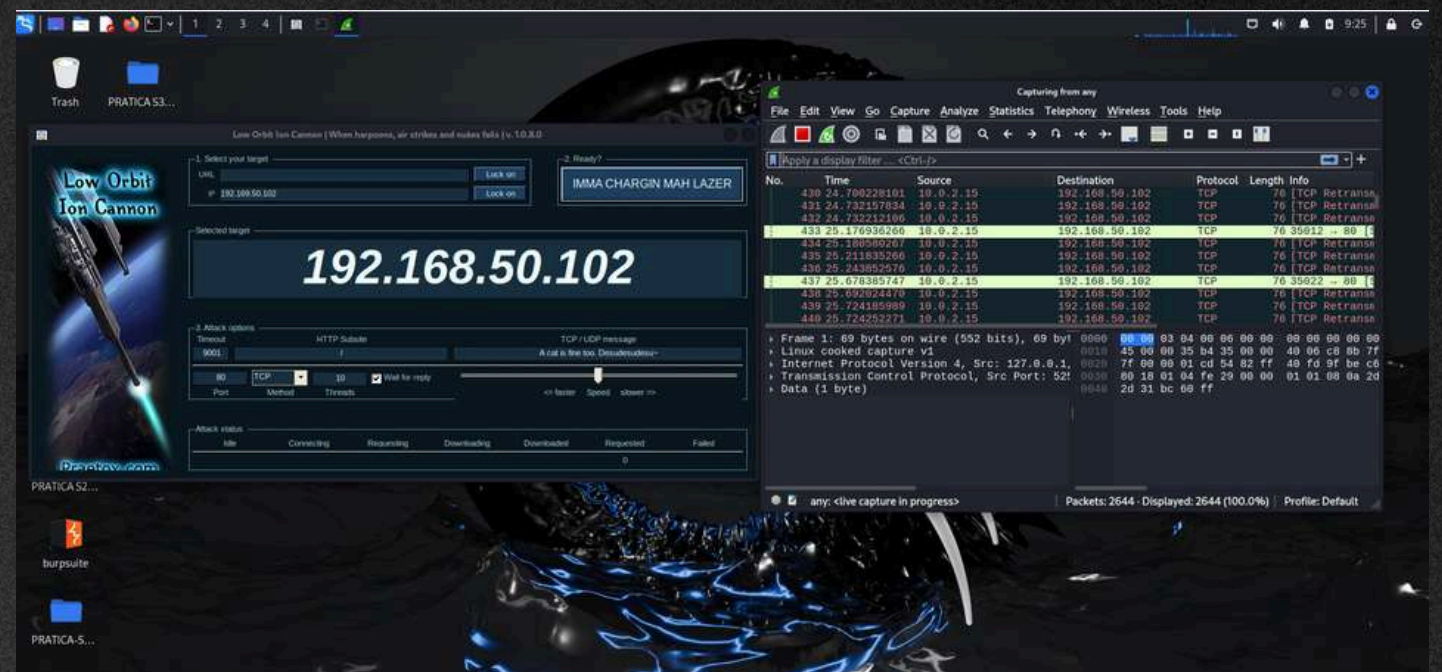 1 2 3 4
9:25
Trash
PRATICA S3...
Low Orbit Ion Cannon | When harpoons, air strikes and nukes fails | v. 1.0.8.0
Low Orbit
Ion Cannon
Praetox.com
1. Select your target
URL
Lock on
IP 192.169.50.102
Lock on
2. Ready?
IMMA CHARGIN MAH LAZER
Selected target
192.168.50.102
3. Attack options
Timeout HTTP Subsite TCP / UDP message
9001 / A cat is fine too. Desudesudesu~
80 TCP 10 Wait for reply
Port Method Threads <= faster Speed slower =>
Attack status
Idle Connecting Requesting Downloading Downloaded Requested Failed
0
PRATICA S2...
burpsuite
PRATICA-S...
Capturing from any
File Edit View Go Capture Analyze Statistics Telephony Wireless Tools Help
Apply a display filter ... <Ctrl-/>
No. Time Source Destination Protocol Length Info
430 24.700228101 10.0.2.15 192.168.50.102 TCP 76 [TCP Retransm
431 24.732157834 10.0.2.15 192.168.50.102 TCP 76 [TCP Retransm
432 24.732212106 10.0.2.15 192.168.50.102 TCP 76 [TCP Retransm
433 25.176936266 10.0.2.15 192.168.50.102 TCP 76 35012 → 80 [S
434 25.180580267 10.0.2.15 192.168.50.102 TCP 76 [TCP Retransm
435 25.211835266 10.0.2.15 192.168.50.102 TCP 76 [TCP Retransm
436 25.243852576 10.0.2.15 192.168.50.102 TCP 76 [TCP Retransm
437 25.678385747 10.0.2.15 192.168.50.102 TCP 76 35022 → 80 [S
438 25.692024470 10.0.2.15 192.168.50.102 TCP 76 [TCP Retransm
439 25.724185989 10.0.2.15 192.168.50.102 TCP 76 [TCP Retransm
440 25.724252271 10.0.2.15 192.168.50.102 TCP 76 [TCP Retransm
Frame 1: 69 bytes on wire (552 bits), 69 byt
Linux cooked capture v1
Internet Protocol Version 4, Src: 127.0.0.1,
Transmission Control Protocol, Src Port: 525
Data (1 byte)
0000 00 00 03 04 00 06 00 00 00 00 00 00 00 00
0010 45 00 00 35 b4 35 00 00 40 06 c8 8b 7f
0020 7f 00 00 01 cd 54 82 ff 40 fd 9f be c6
0030 80 18 01 04 fe 29 00 00 01 01 08 0a 2d
0040 2d 31 bc 60 ff
any: <live capture in progress>
Packets: 2644 · Displayed: 2644 (100.0%)
Profile: Default